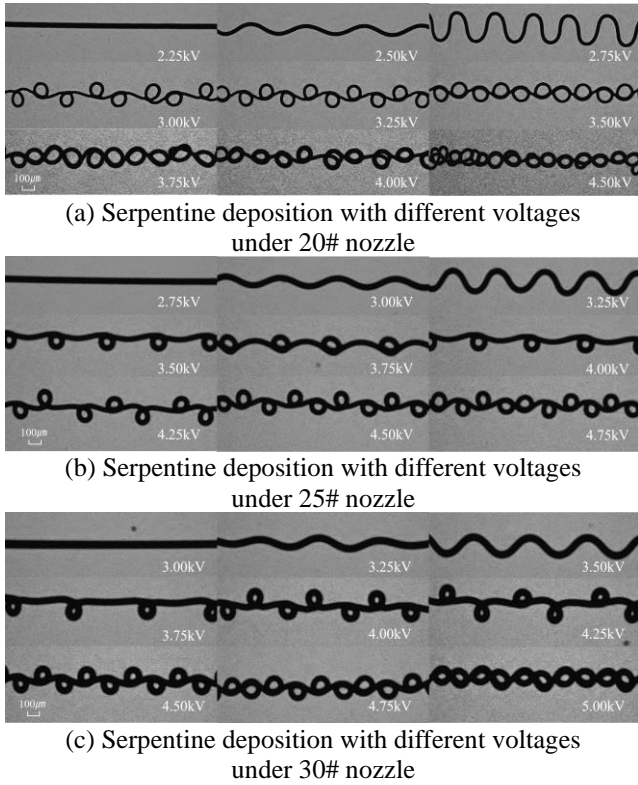 2.25kV 2.50kV 2.75kV
3.00kV 3.25kV 3.50kV
3.75kV 4.00kV 4.50kV
100μm
(a) Serpentine deposition with different voltages
under 20# nozzle
2.75kV 3.00kV 3.25kV
3.50kV 3.75kV 4.00kV
4.25kV 4.50kV 4.75kV
100μm
(b) Serpentine deposition with different voltages
under 25# nozzle
3.00kV 3.25kV 3.50kV
3.75kV 4.00kV 4.25kV
4.50kV 4.75kV 5.00kV
100μm
(c) Serpentine deposition with different voltages
under 30# nozzle